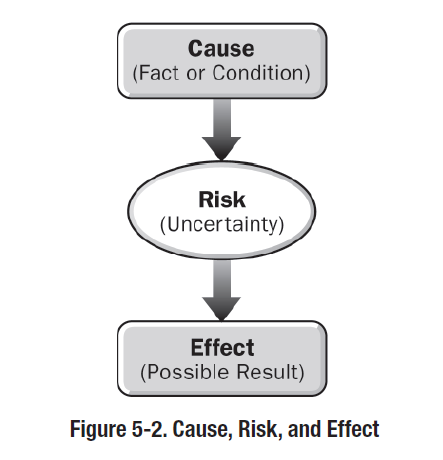 Cause
(Fact or Condition)
Risk
(Uncertainty)
Effect
(Possible Result)
Figure 5-2. Cause, Risk, and Effect